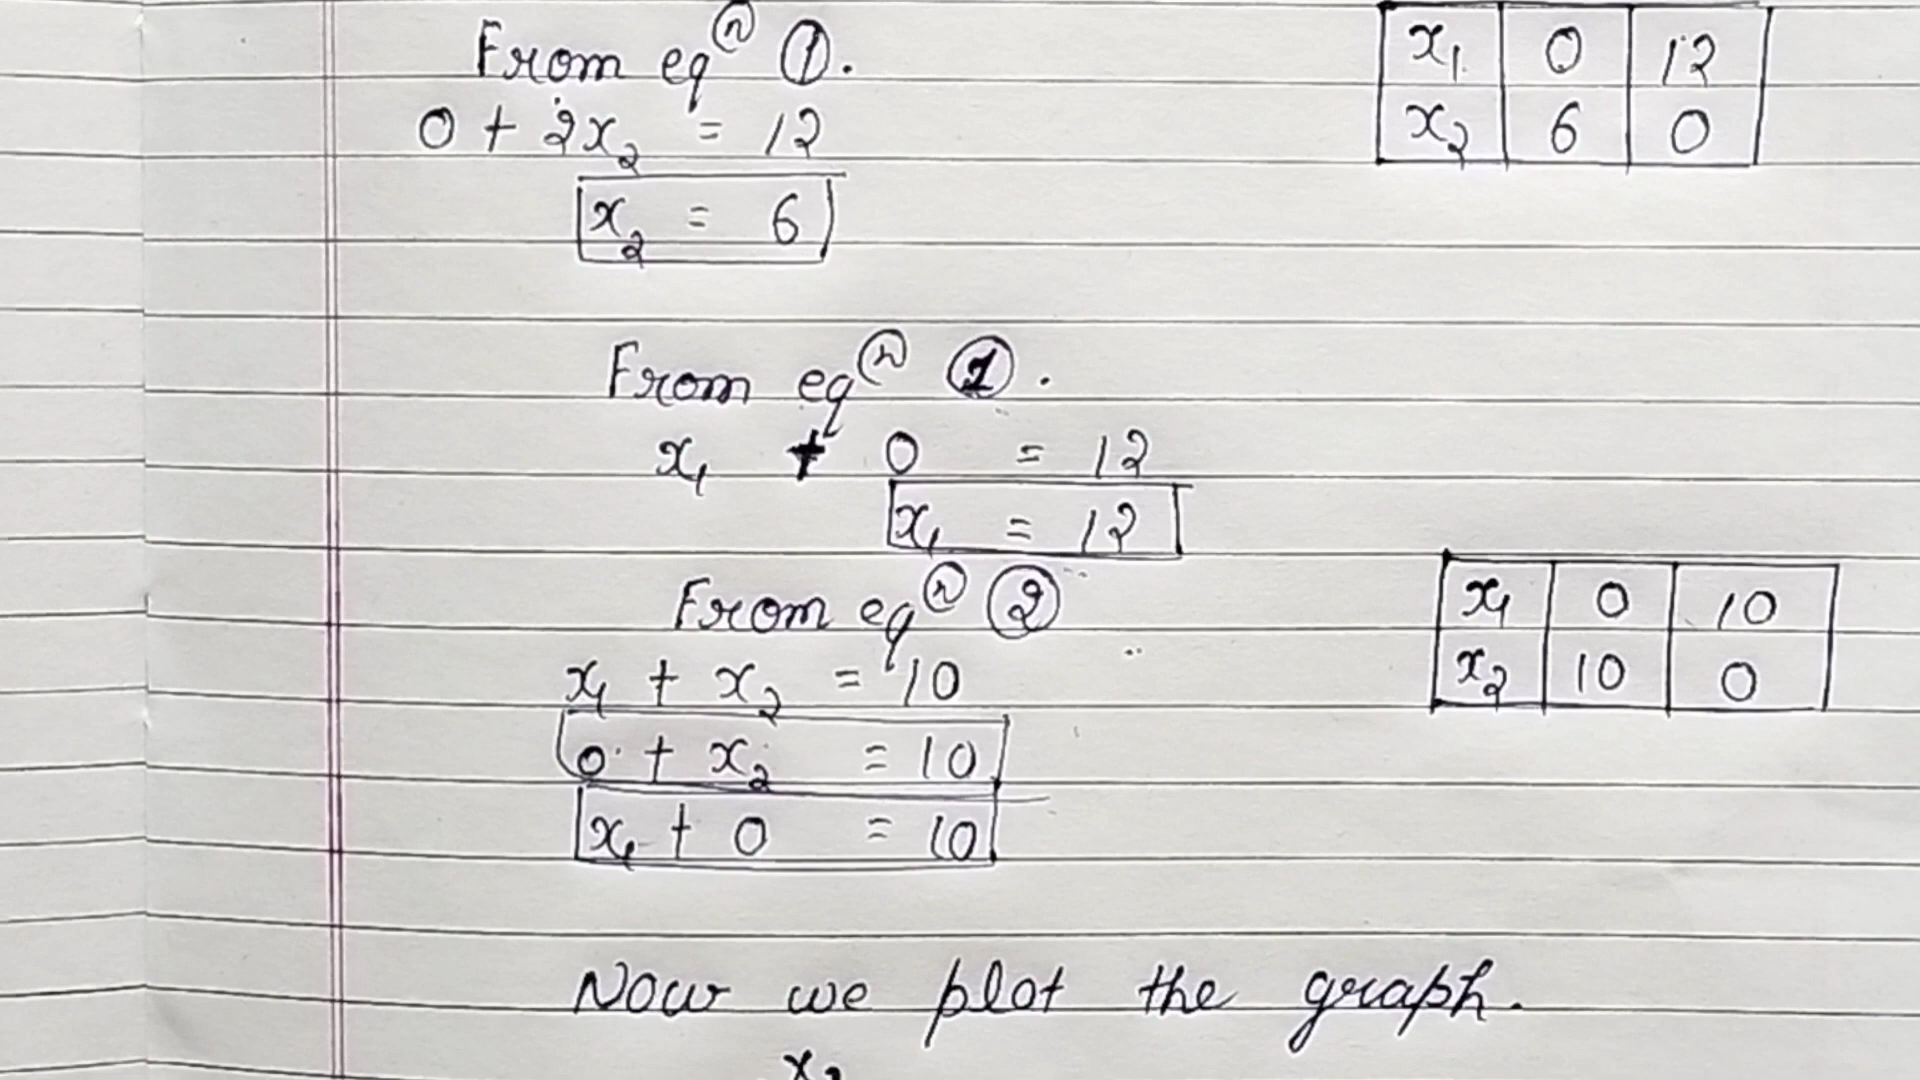 From eqⓝ ①.
0 + 2x₂ = 12
x₂ = 6
x₁ 0 12
x₂ 6 0
From eqⓝ ①.
x₁ + 0 = 12
x₁ = 12
From eqⓝ ②
x₁ + x₂ = 10
0 + x₂ = 10
x₁ + 0 = 10
x₁ 0 10
x₂ 10 0
Now we plot the graph.
x₂